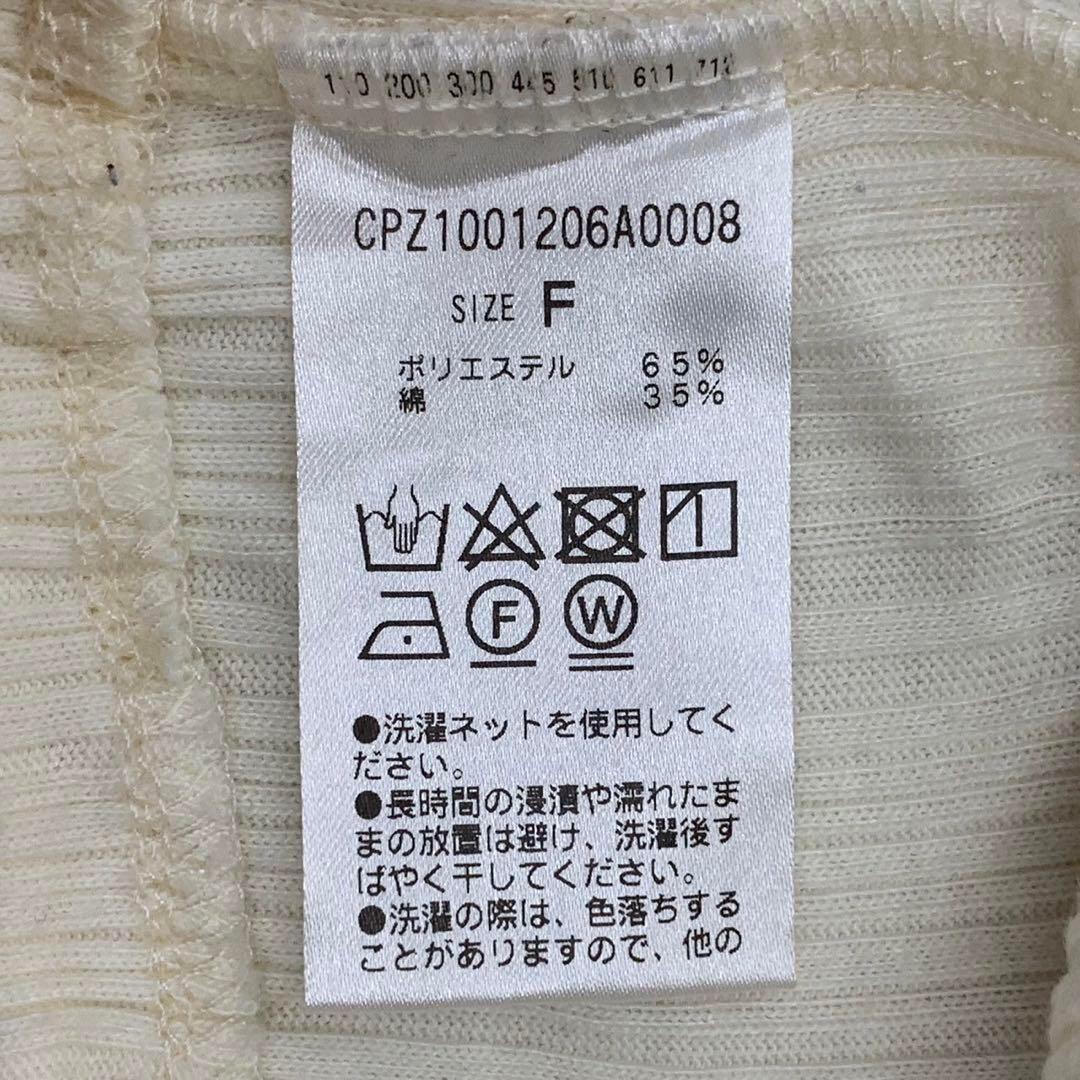 110 200 300 445 510 611 712
CPZ1001206A0008
SIZE F
ポリエステル 65%
綿 35%
F W
●洗濯ネットを使用してく
ださい。
●長時間の浸漬や濡れたま
まの放置は避け、洗濯後す
ばやく干してください。
●洗濯の際は、色落ちする
ことがありますので、他の